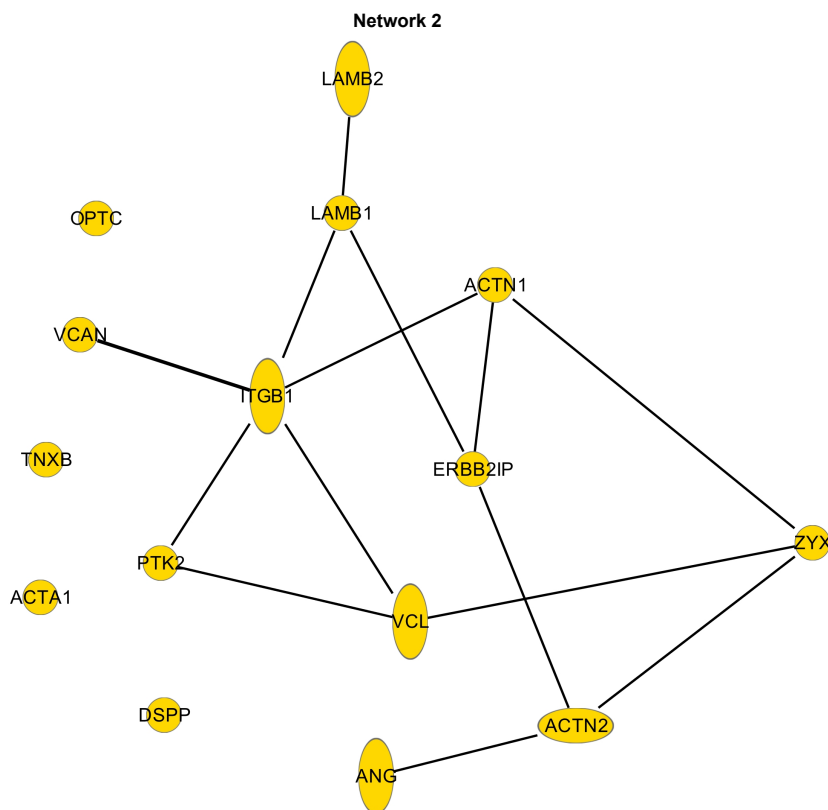 Network 2
LAMB2
LAMB1
OPTC
ACTN1
VCAN
ITGB1
TNXB
ERBB2IP
ZYX
PTK2
ACTA1
VCL
DSPP
ACTN2
ANG